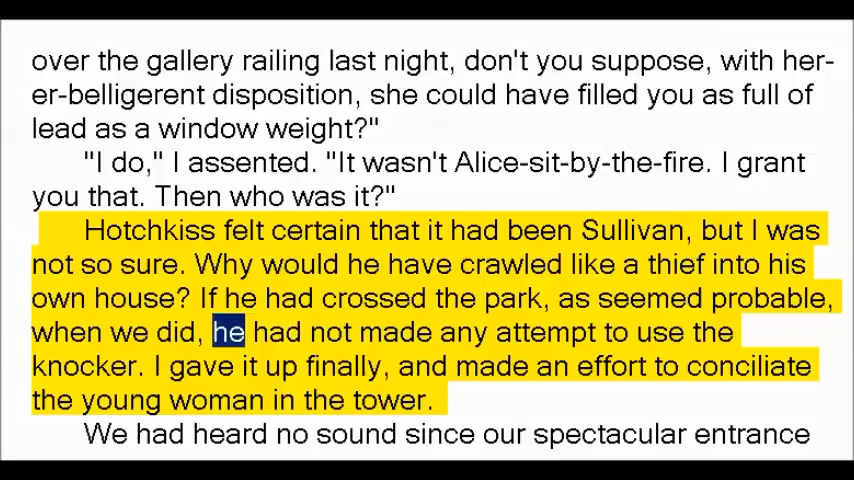 over the gallery railing last night, don't you suppose, with her-
er-belligerent disposition, she could have filled you as full of
lead as a window weight?"
"I do," I assented. "It wasn't Alice-sit-by-the-fire. I grant
you that. Then who was it?"
Hotchkiss felt certain that it had been Sullivan, but I was
not so sure. Why would he have crawled like a thief into his
own house? If he had crossed the park, as seemed probable,
when we did, he had not made any attempt to use the
knocker. I gave it up finally, and made an effort to conciliate
the young woman in the tower.
We had heard no sound since our spectacular entrance